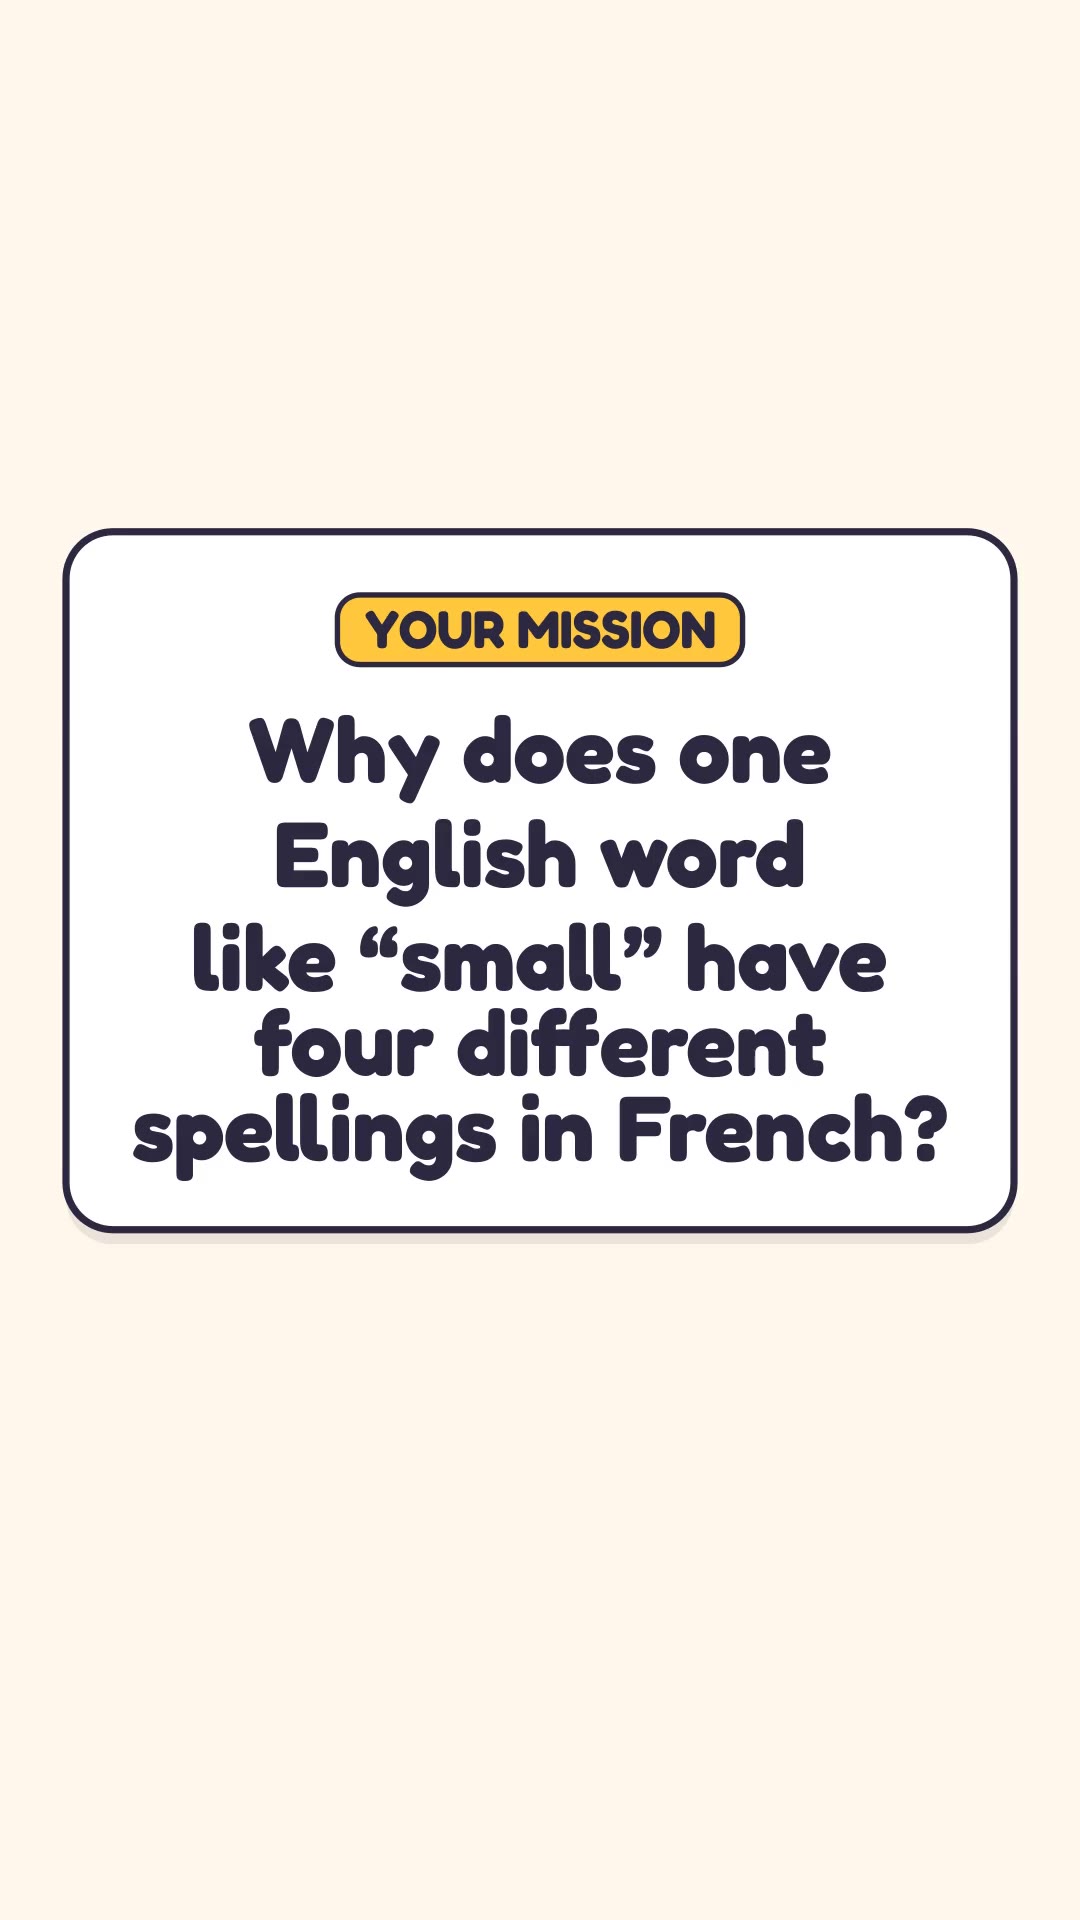 YOUR MISSION
Why does one
English word
like “small” have
four different
spellings in French?